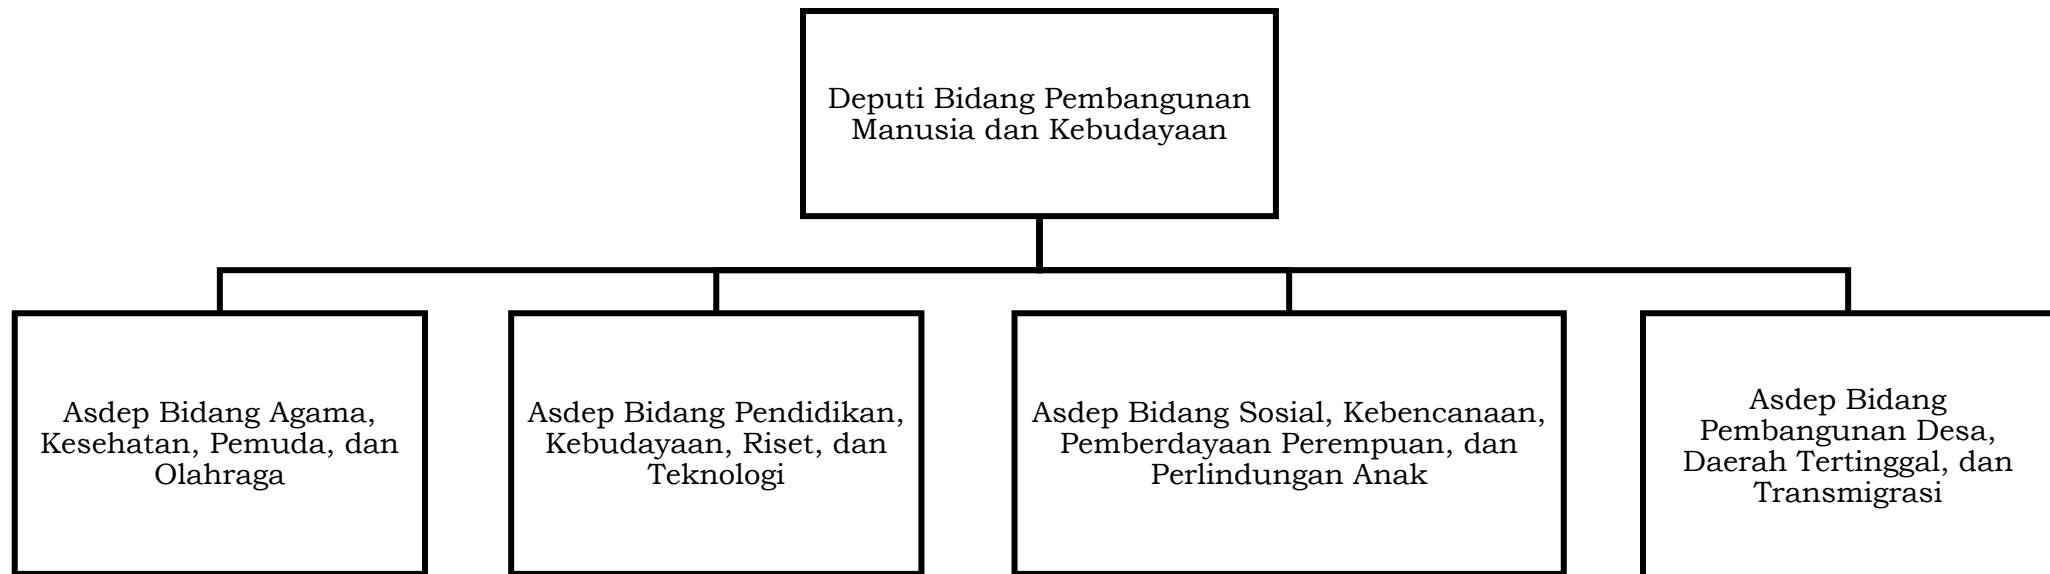 Deputi Bidang Pembangunan
Manusia dan Kebudayaan
Asdep Bidang Agama,
Kesehatan, Pemuda, dan
Olahraga
Asdep Bidang Pendidikan,
Kebudayaan, Riset, dan
Teknologi
Asdep Bidang Sosial, Kebencanaan,
Pemberdayaan Perempuan, dan
Perlindungan Anak
Asdep Bidang
Pembangunan Desa,
Daerah Tertinggal, dan
Transmigrasi